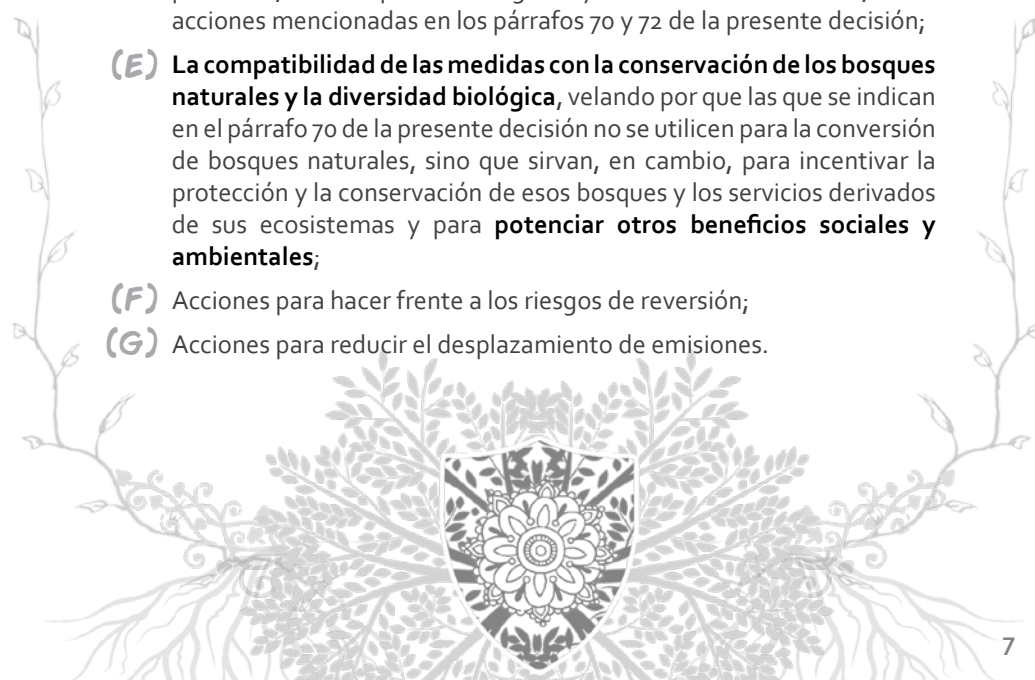 acciones mencionadas en los párrafos 70 y 72 de la presente decisión;
(E) La compatibilidad de las medidas con la conservación de los bosques
naturales y la diversidad biológica, velando por que las que se indican
en el párrafo 70 de la presente decisión no se utilicen para la conversión
de bosques naturales, sino que sirvan, en cambio, para incentivar la
protección y la conservación de esos bosques y los servicios derivados
de sus ecosistemas y para potenciar otros beneficios sociales y
ambientales;
(F) Acciones para hacer frente a los riesgos de reversión;
(G) Acciones para reducir el desplazamiento de emisiones.
7